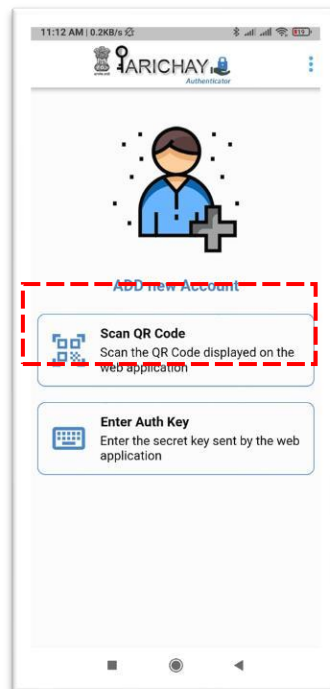 11:12 AM | 0.2KB/s
19
PARICHAY
Authenticator
ADD new Account
Scan QR Code
Scan the QR Code displayed on the
web application
Enter Auth Key
Enter the secret key sent by the web
application